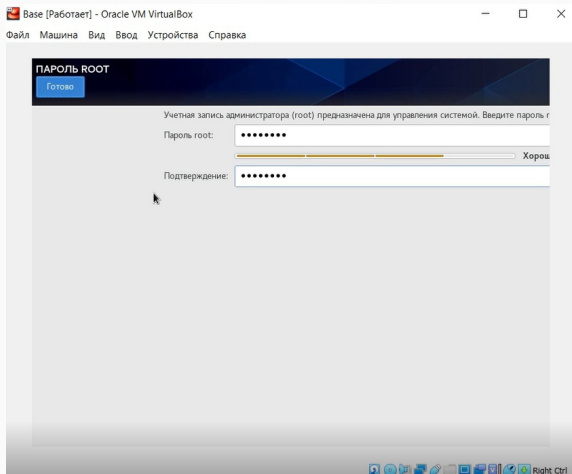 Base [Работает] - Oracle VM VirtualBox
Файл Машина Вид Ввод Устройства Справка
ПАРОЛЬ ROOT
Готово
Учетная запись администратора (root) предназначена для управления системой. Введите пароль
Пароль root: ••••••••
Хорош
Подтверждение: ••••••••
Right Ctrl